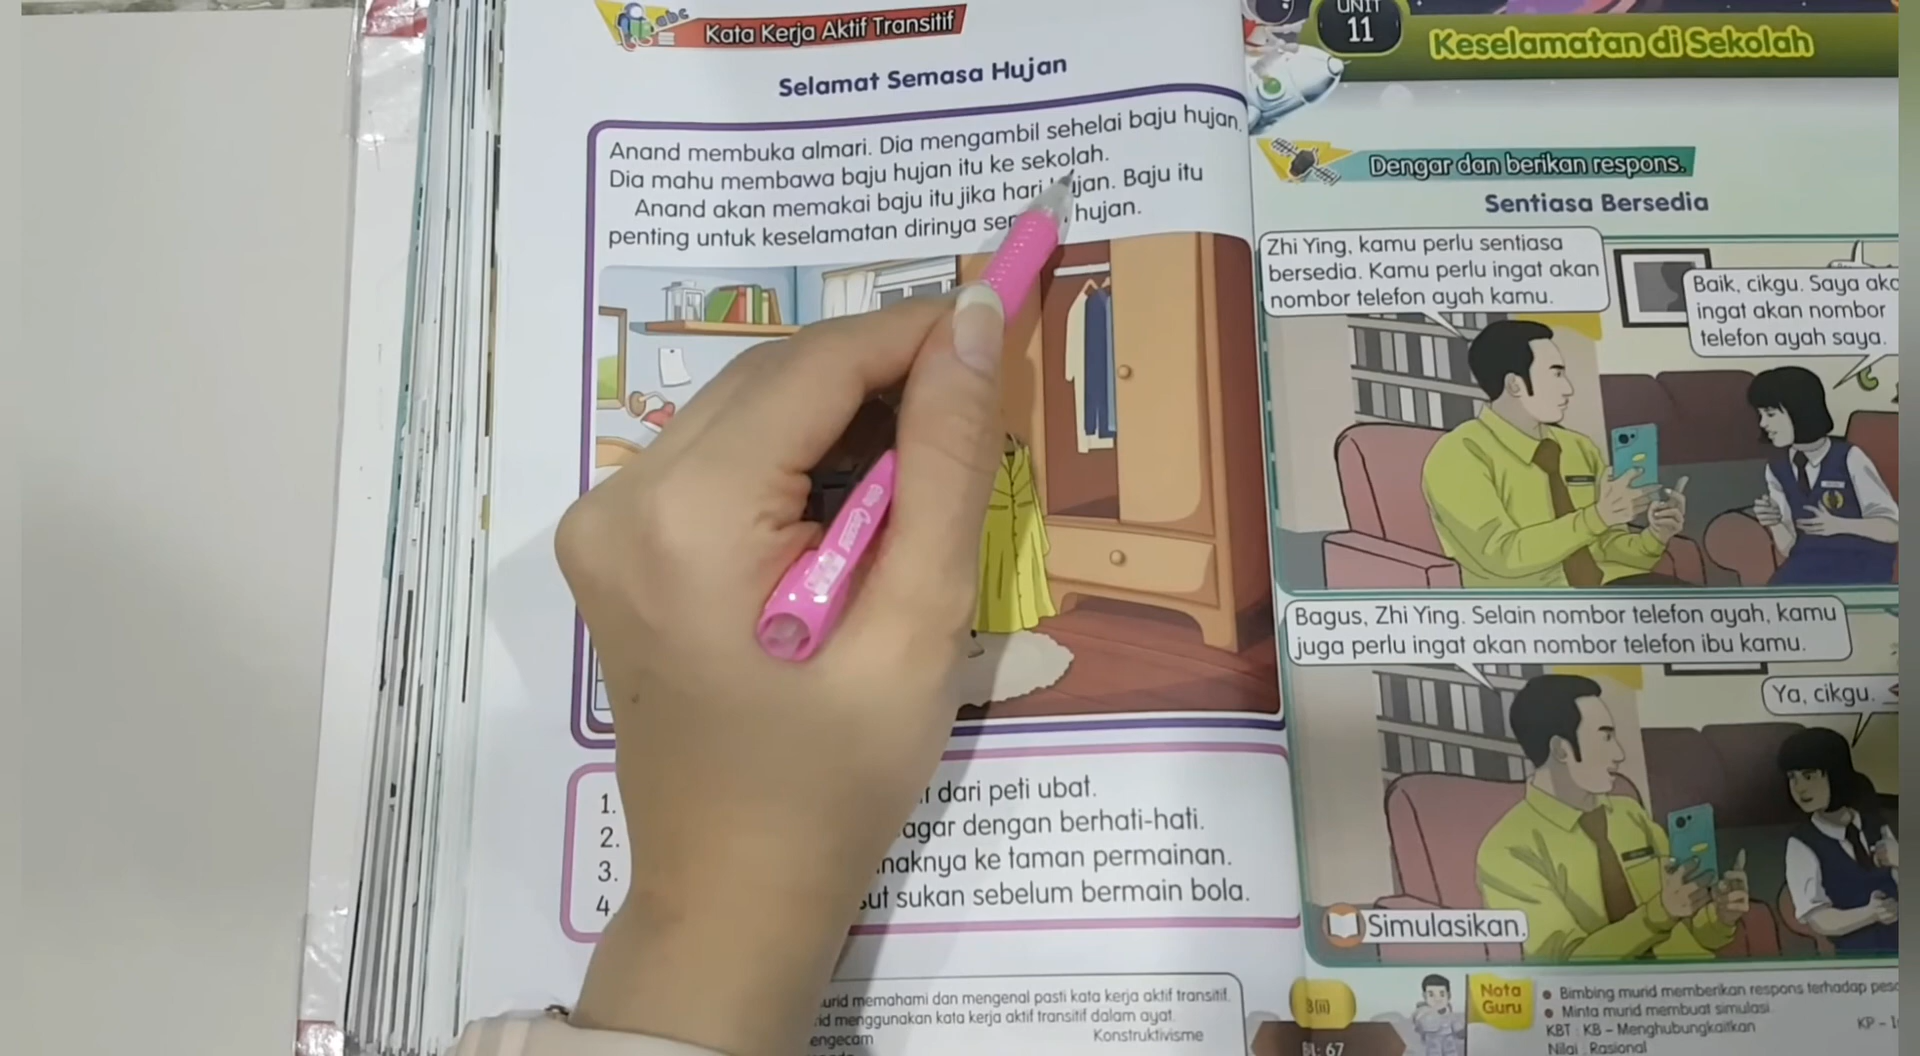 abc
Kata Kerja Aktif Transitif
Selamat Semasa Hujan
Anand membuka almari. Dia mengambil sehelai baju hujan.
Dia mahu membawa baju hujan itu ke sekolah.
Anand akan memakai baju itu jika hari hujan. Baju itu
penting untuk keselamatan dirinya hujan.
1. dari peti ubat.
2. agar dengan berhati-hati.
3. ke taman permainan.
4. sukan sebelum bermain bola.
memahami dan mengenal pasti kata kerja aktif transitif.
menggunakan kata kerja aktif transitif dalam ayat.
Konstruktivisme
UNIT
11
Keselamatan di Sekolah
Dengar dan berikan respons.
Sentiasa Bersedia
Zhi Ying, kamu perlu sentiasa
bersedia. Kamu perlu ingat akan
nombor telefon ayah kamu.
Baik, cikgu. Saya
ingat akan nombor
telefon ayah saya.
Bagus, Zhi Ying. Selain nombor telefon ayah, kamu
juga perlu ingat akan nombor telefon ibu kamu.
Ya, cikgu.
Simulasikan.
Nota
Guru
Bimbing murid memberikan respons terhadap
Minta murid membuat simulasi.
KBT : KB - Menghubungkaitkan
Nilai : Rasional
KP -
67